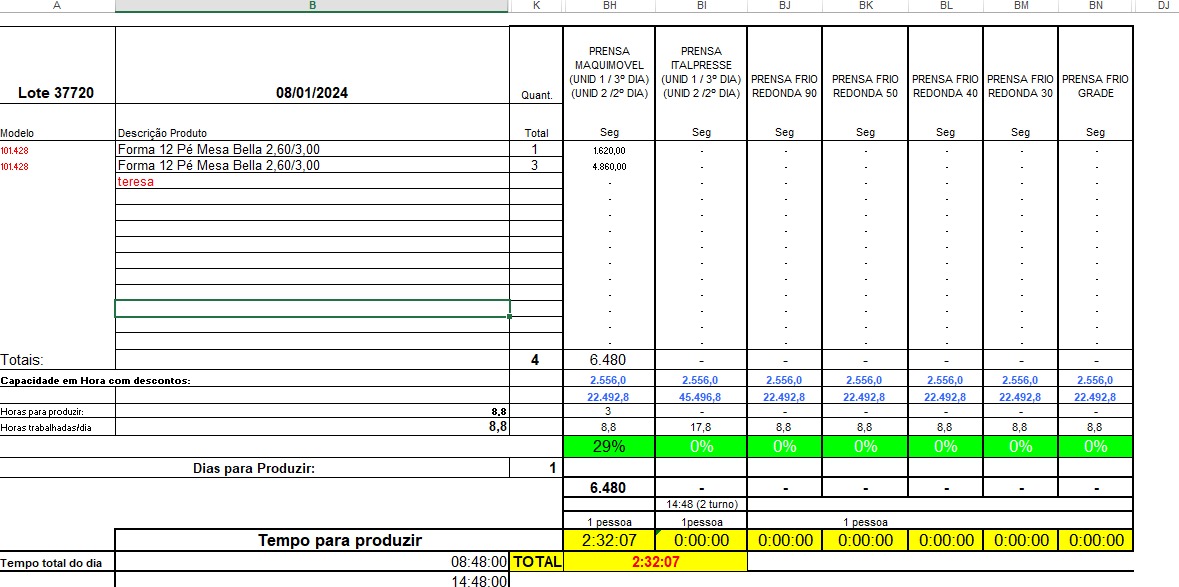 A B K BH BI BJ BK BL BM BN DJ
Lote 37720 08/01/2024 Quant. PRENSA MAQUIMOVEL (UNID 1 / 3º DIA) (UNID 2 /2º DIA) PRENSA ITALPRESSE (UNID 1 / 3º DIA) (UNID 2 /2º DIA) PRENSA FRIO REDONDA 90 PRENSA FRIO REDONDA 50 PRENSA FRIO REDONDA 40 PRENSA FRIO REDONDA 30 PRENSA FRIO GRADE
Modelo Descrição Produto Total Seg Seg Seg Seg Seg Seg Seg
101.428 Forma 12 Pé Mesa Bella 2,60/3,00 1 1.620,00 - - - - - -
101.428 Forma 12 Pé Mesa Bella 2,60/3,00 3 4.860,00 - - - - - -
teresa - - - - - - -
- - - - - - -
- - - - - - -
- - - - - - -
- - - - - - -
- - - - - - -
- - - - - - -
- - - - - - -
- - - - - - -
- - - - - - -
- - - - - - -
Totais: 4 6.480 - - - - - -
Capacidade em Hora com descontos: 2.556,0 2.556,0 2.556,0 2.556,0 2.556,0 2.556,0 2.556,0
22.492,8 45.496,8 22.492,8 22.492,8 22.492,8 22.492,8 22.492,8
Horas para produzir: 8,8 3 - - - - - -
Horas trabalhadas/dia 8,8 8,8 17,8 8,8 8,8 8,8 8,8 8,8
29% 0% 0% 0% 0% 0% 0%
Dias para Produzir: 1
6.480 - - - - - -
14:48 (2 turno)
1 pessoa 1pessoa 1 pessoa
Tempo para produzir 2:32:07 0:00:00 0:00:00 0:00:00 0:00:00 0:00:00 0:00:00
Tempo total do dia 08:48:00 TOTAL 2:32:07
14:48:00